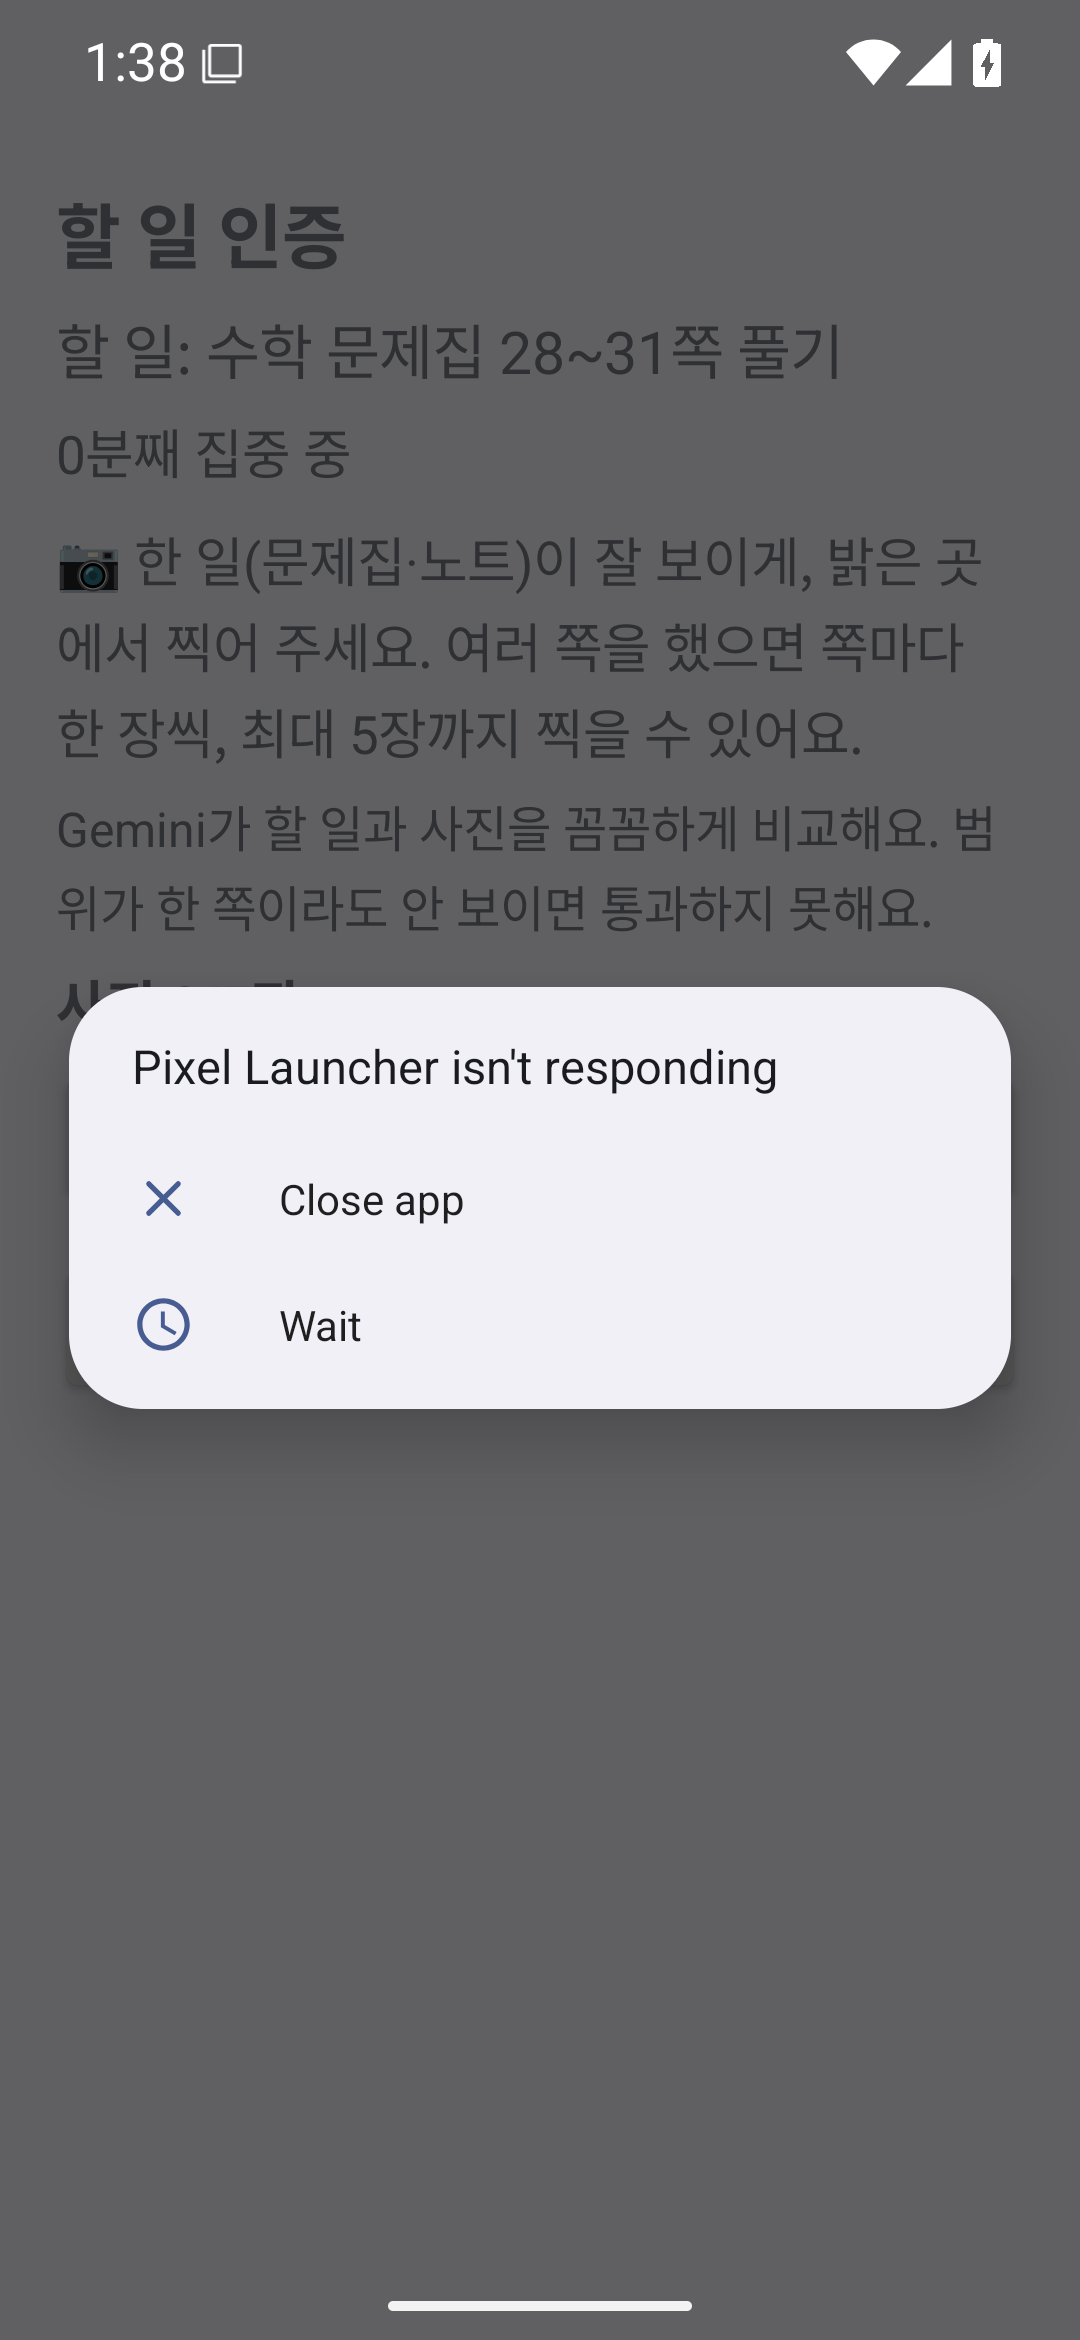 1:38
할 일 인증
할 일: 수학 문제집 28~31쪽 풀기
0분째 집중 중
한 일(문제집·노트)이 잘 보이게, 밝은 곳
에서 찍어 주세요. 여러 쪽을 했으면 쪽마다
한 장씩, 최대 5장까지 찍을 수 있어요.
Gemini가 할 일과 사진을 꼼꼼하게 비교해요. 범
위가 한 쪽이라도 안 보이면 통과하지 못해요.
Pixel Launcher isn't responding
Close app
Wait